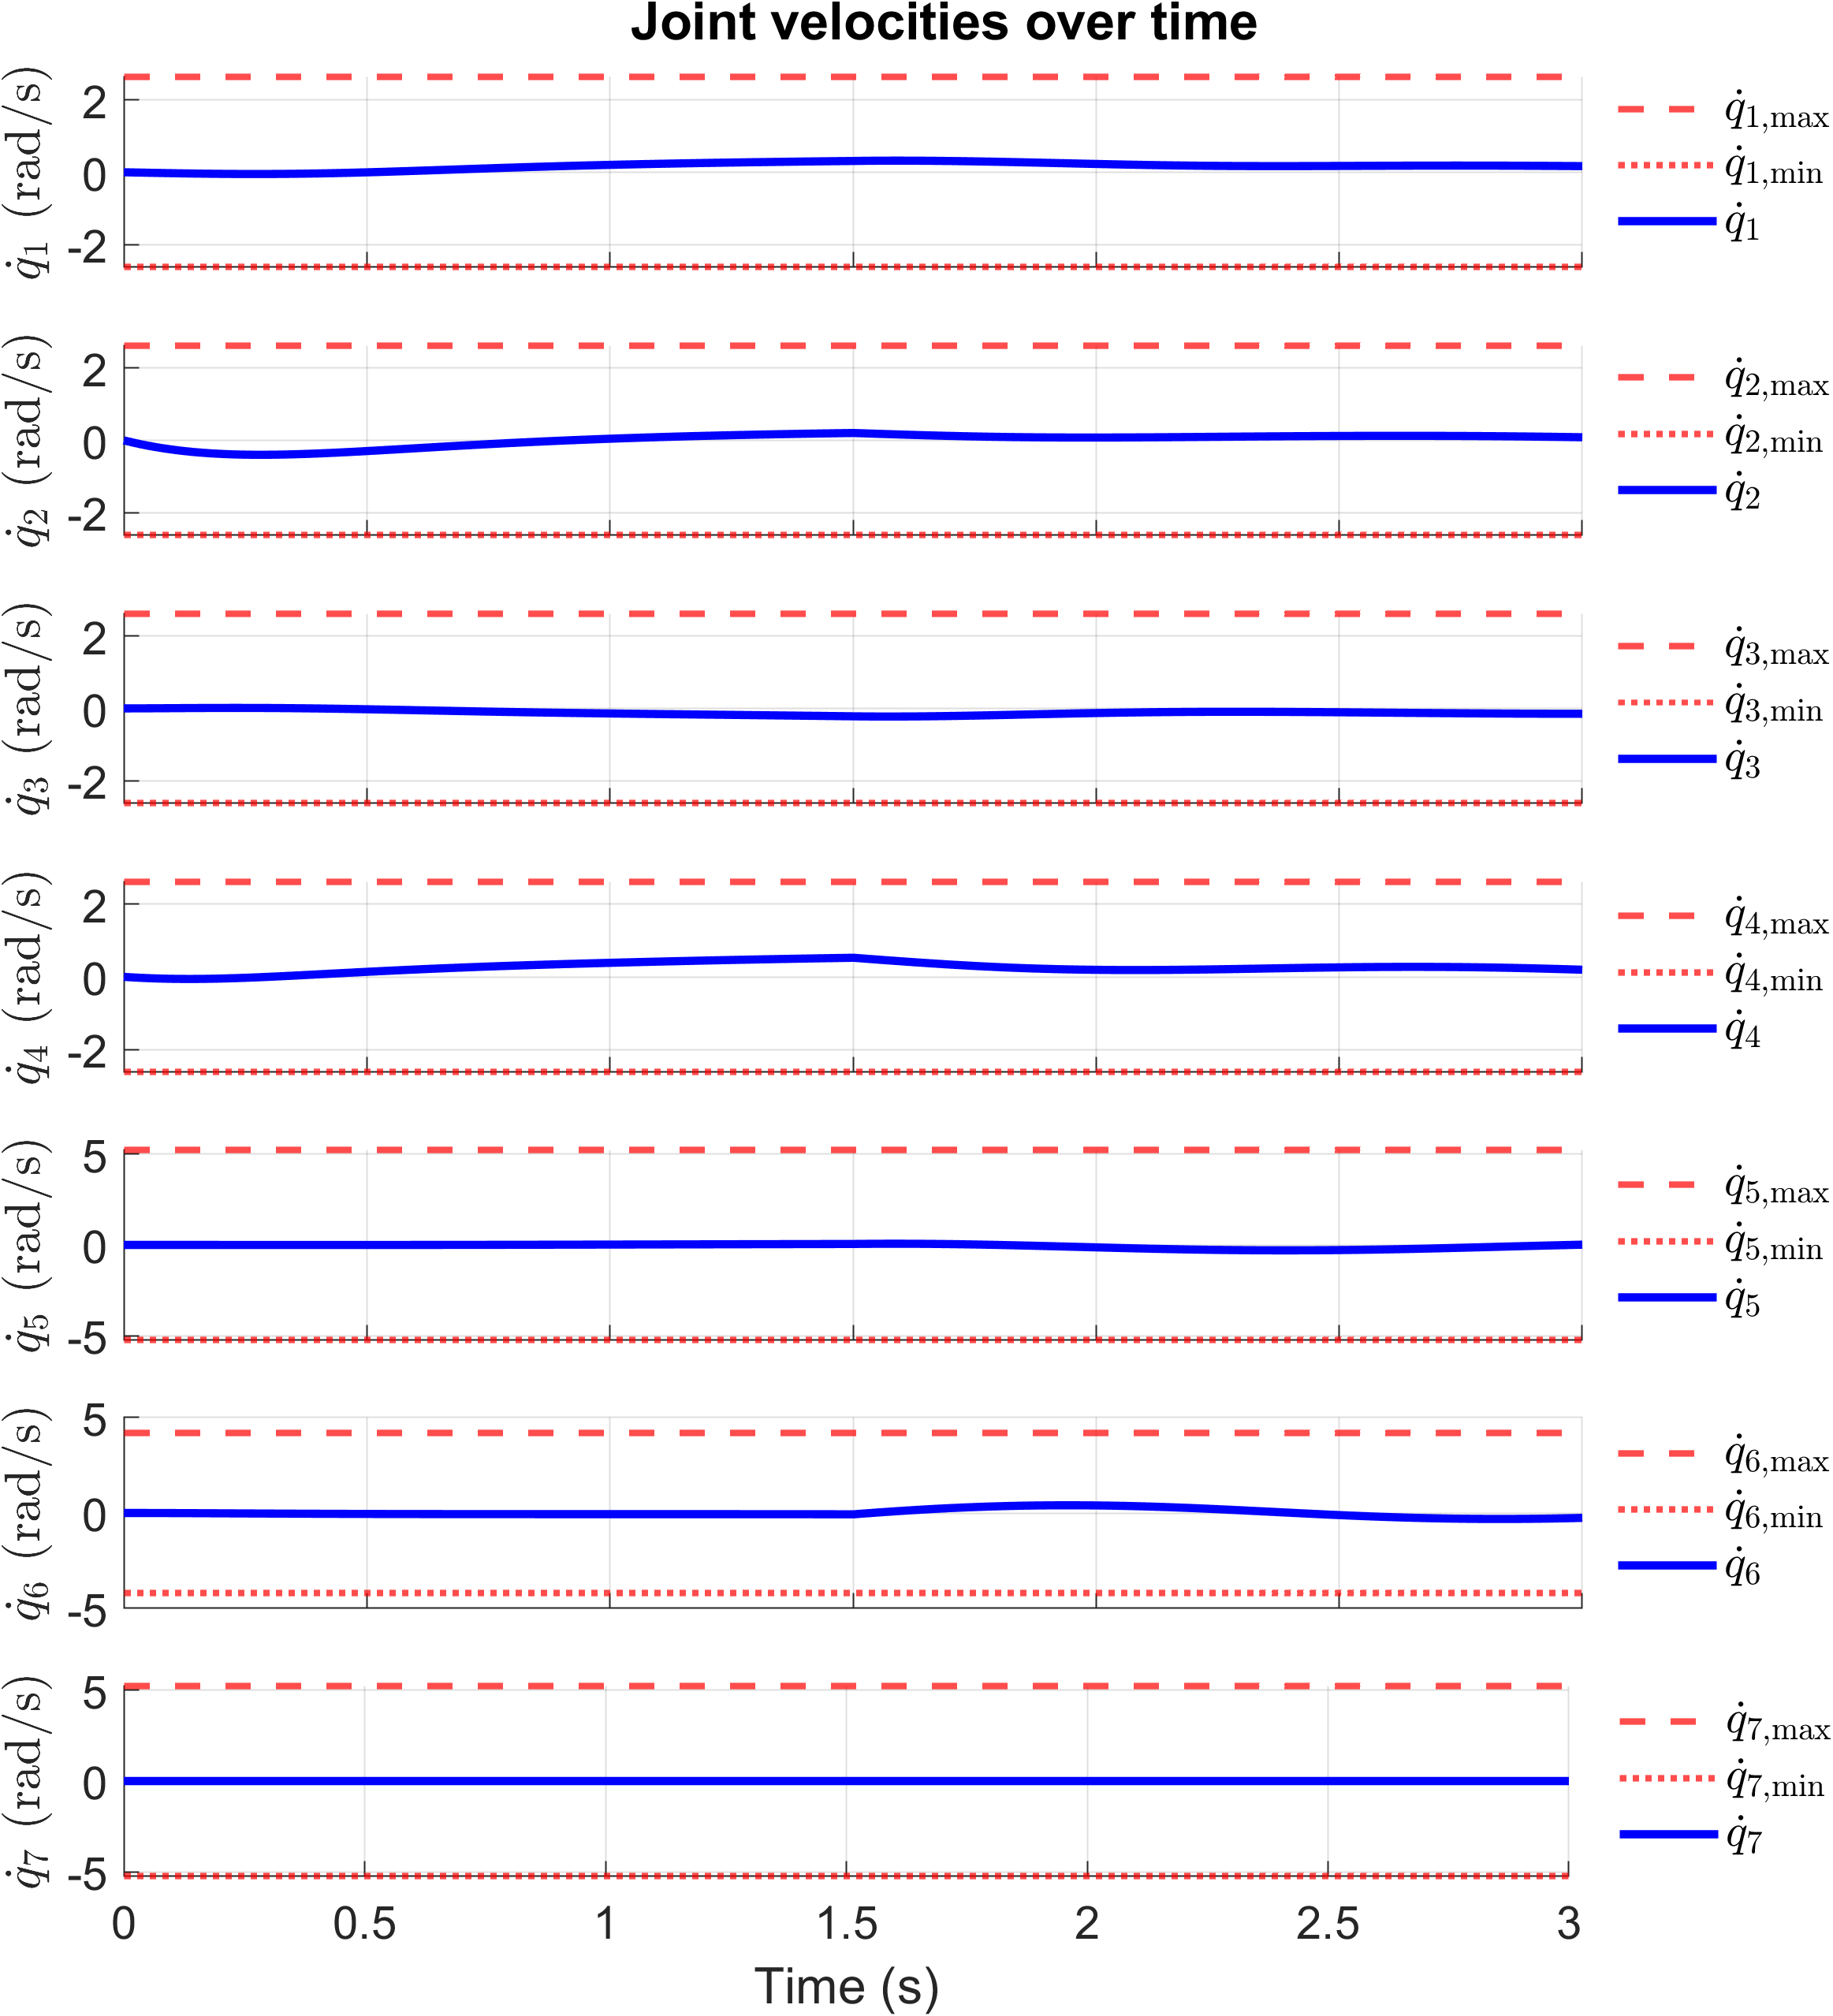 Joint velocities over time
q̇1 (rad/s)
2
0
-2
q̇1,max
q̇1,min
q̇1
q̇2 (rad/s)
2
0
-2
q̇2,max
q̇2,min
q̇2
q̇3 (rad/s)
2
0
-2
q̇3,max
q̇3,min
q̇3
q̇4 (rad/s)
2
0
-2
q̇4,max
q̇4,min
q̇4
q̇5 (rad/s)
5
0
-5
q̇5,max
q̇5,min
q̇5
q̇6 (rad/s)
5
0
-5
q̇6,max
q̇6,min
q̇6
q̇7 (rad/s)
5
0
-5
q̇7,max
q̇7,min
q̇7
0 0.5 1 1.5 2 2.5 3
Time (s)